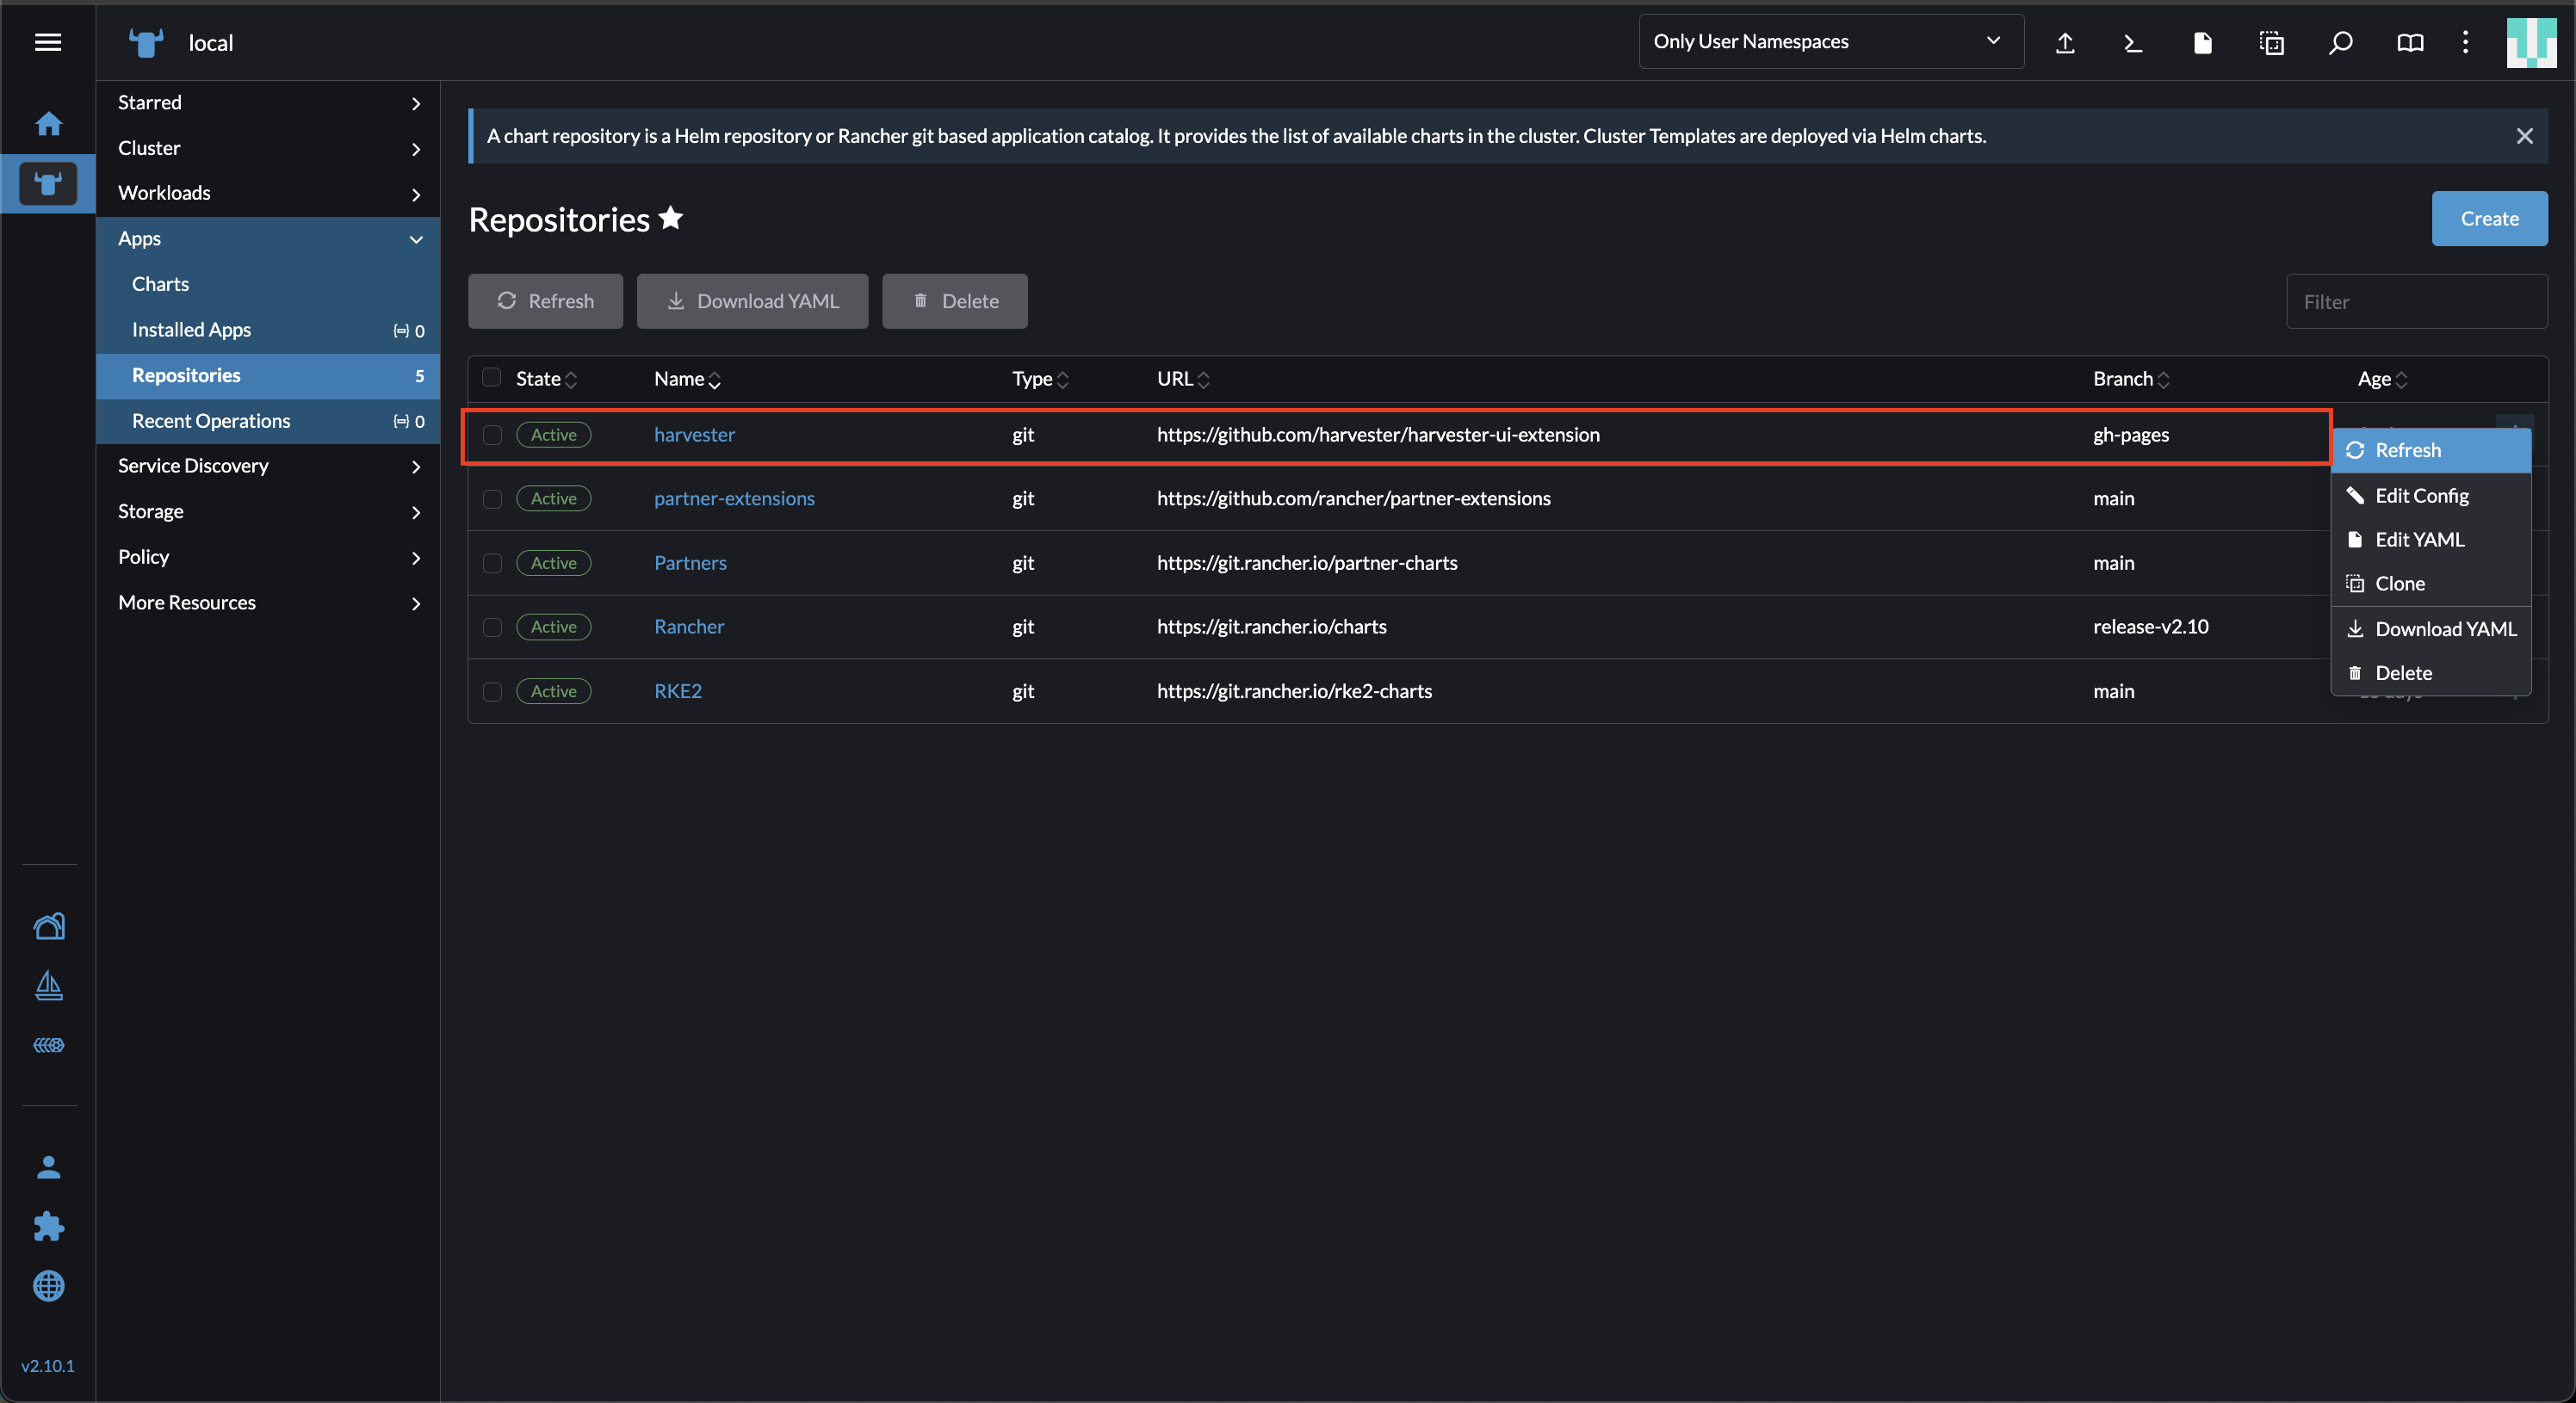 local
Only User Namespaces
Starred
Cluster
Workloads
Apps
Charts
Installed Apps 0
Repositories 5
Recent Operations 0
Service Discovery
Storage
Policy
More Resources
v2.10.1
A chart repository is a Helm repository or Rancher git based application catalog. It provides the list of available charts in the cluster. Cluster Templates are deployed via Helm charts.
Repositories
Create
Refresh Download YAML Delete
Filter
State Name Type URL Branch Age
Active harvester git https://github.com/harvester/harvester-ui-extension gh-pages
Active partner-extensions git https://github.com/rancher/partner-extensions main
Active Partners git https://git.rancher.io/partner-charts main
Active Rancher git https://git.rancher.io/charts release-v2.10
Active RKE2 git https://git.rancher.io/rke2-charts main
Refresh
Edit Config
Edit YAML
Clone
Download YAML
Delete